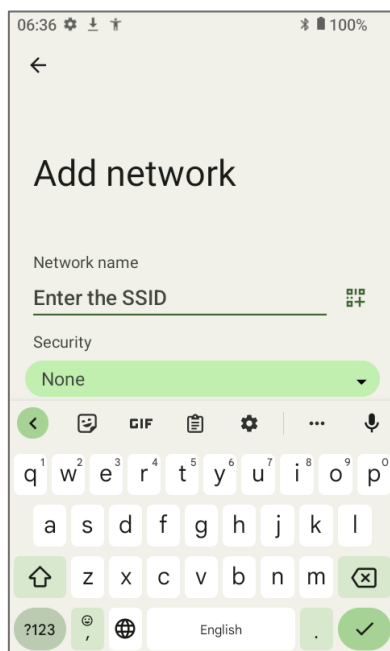 06:36 100%
Add network
Network name
Enter the SSID
Security
None
GIF
q1 w2 e3 r4 t5 y6 u7 i8 o9 p0
a s d f g h j k l
z x c v b n m
?123 , English .